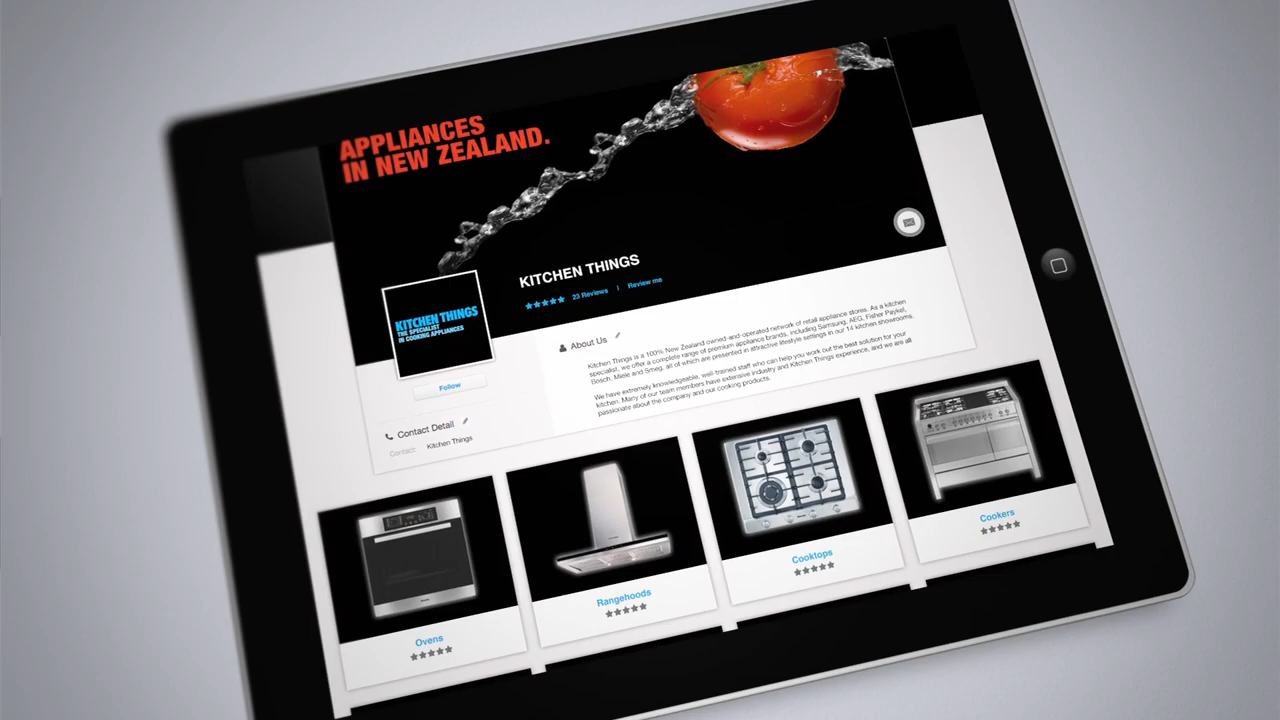 APPLIANCES
IN NEW ZEALAND.
KITCHEN THINGS
23 Reviews | Review me
KITCHEN THINGS
THE SPECIALIST
IN COOKING APPLIANCES
Follow
About Us
Kitchen Things is a 100% New Zealand owned-and-operated network of retail appliance stores. As a kitchen
specialist, we offer a complete range of premium appliance brands, including Samsung, AEG, Fisher Paykel,
Bosch, Miele and Smeg, all of which are presented in attractive lifestyle settings in our 14 kitchen showrooms.
We have extremely knowledgeable, well-trained staff who can help you work out the best solution for your
kitchen. Many of our team members have extensive industry and Kitchen Things experience, and we are all
passionate about the company and our cooking products.
Contact Detail
Contact: Kitchen Things
Ovens
Rangehoods
Cooktops
Cookers